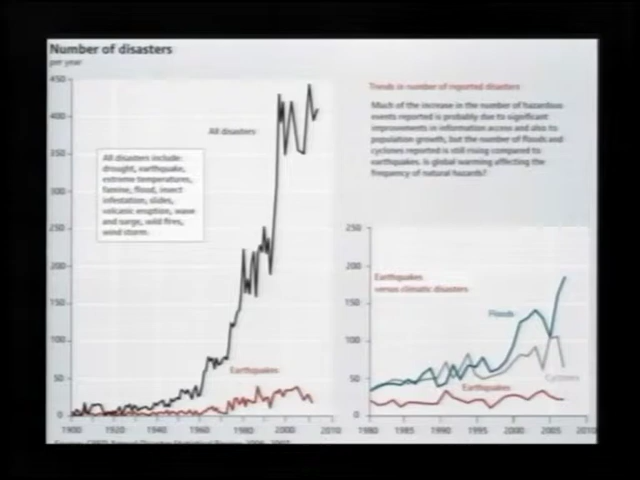 Number of disasters
per year
450
400
350
300
250
200
150
100
50
0
1900
1920
1940
1960
1980
2000
2010
All disasters
All disasters include:
drought, earthquake,
extreme temperatures,
famine, flood, insect
infestation, slides,
volcanic eruption, wave
and surge, wild fires,
wind storm.
Earthquakes
Trends in number of reported disasters
Much of the increase in the number of hazardous
events reported is probably due to significant
improvements in information access and also to
population growth, but the number of floods and
cyclones reported is still rising compared to
earthquakes. Is global warming affecting the
frequency of natural hazards?
250
200
150
100
50
0
Earthquakes
versus climatic disasters
Floods
Cyclones
Earthquakes
1980
1985
1990
1995
2000
2005
2010